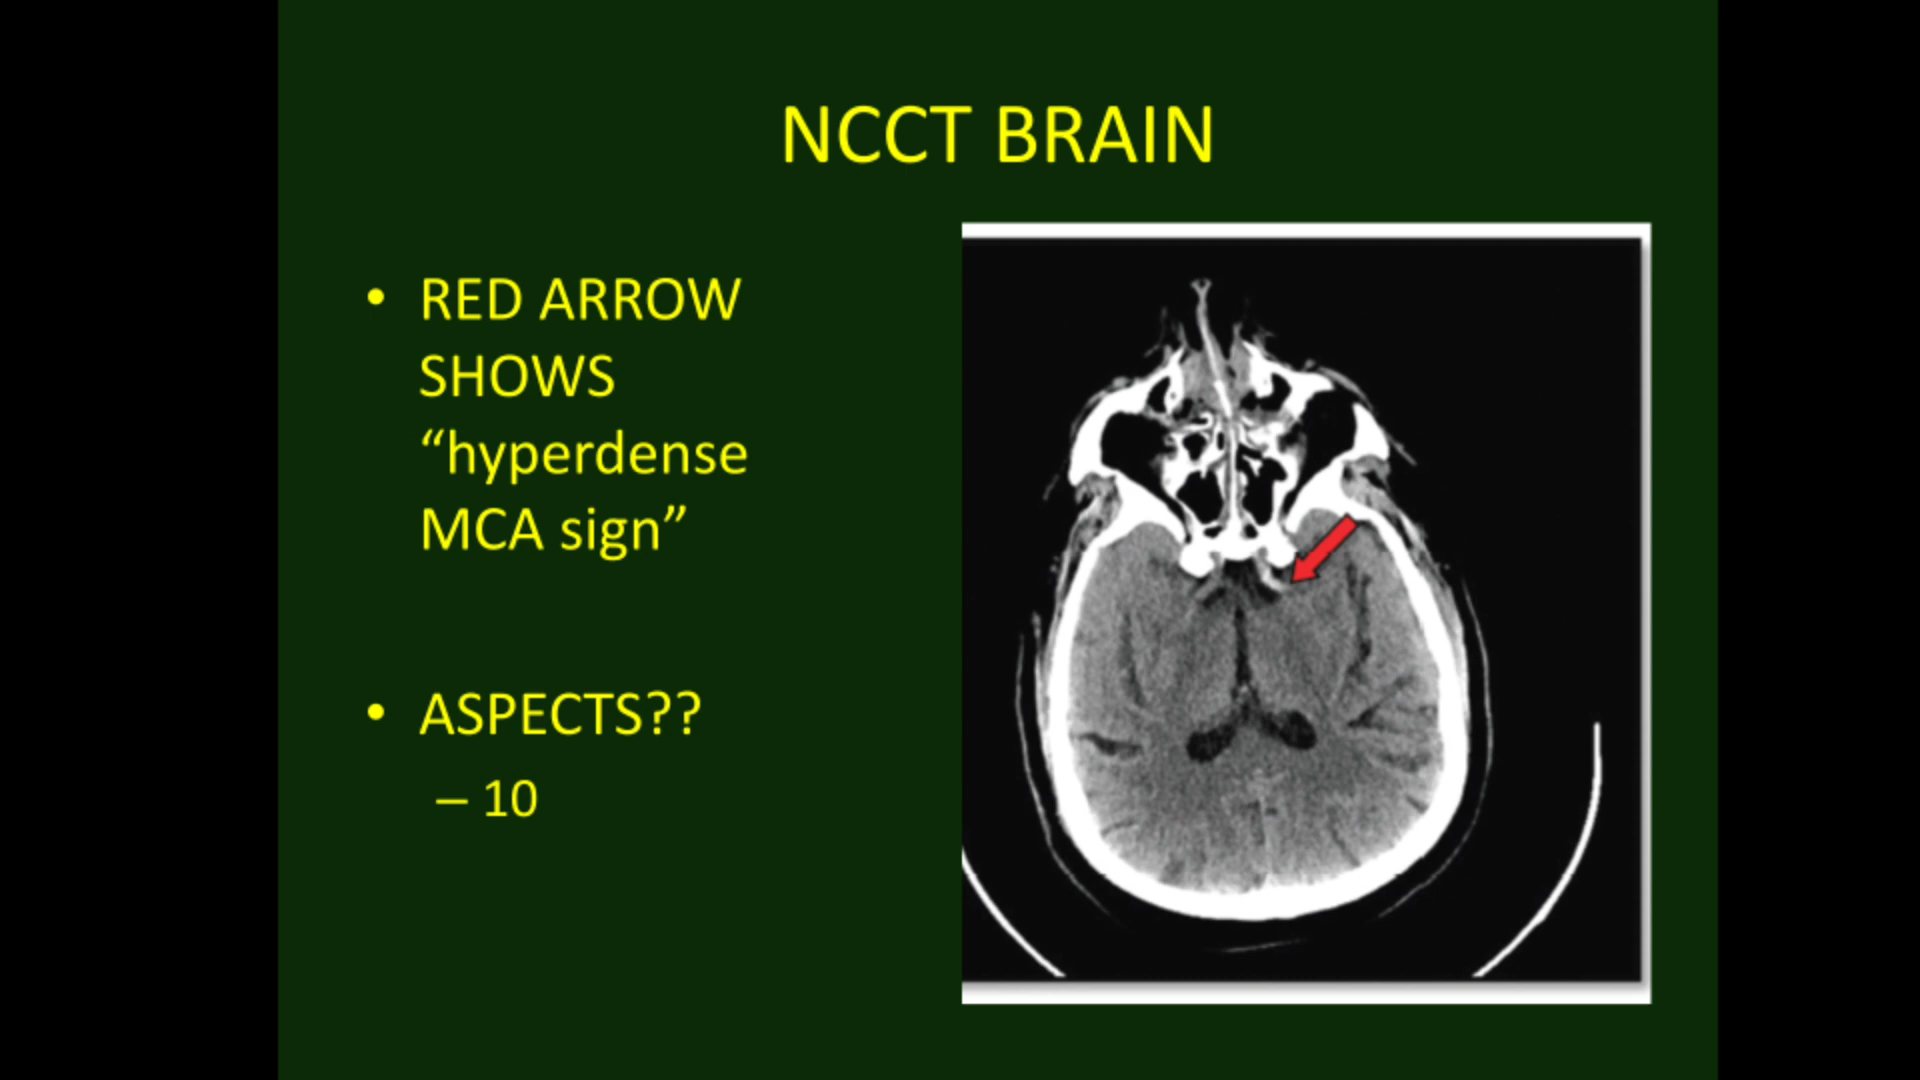 NCCT BRAIN
• RED ARROW
SHOWS
“hyperdense
MCA sign”
• ASPECTS??
– 10